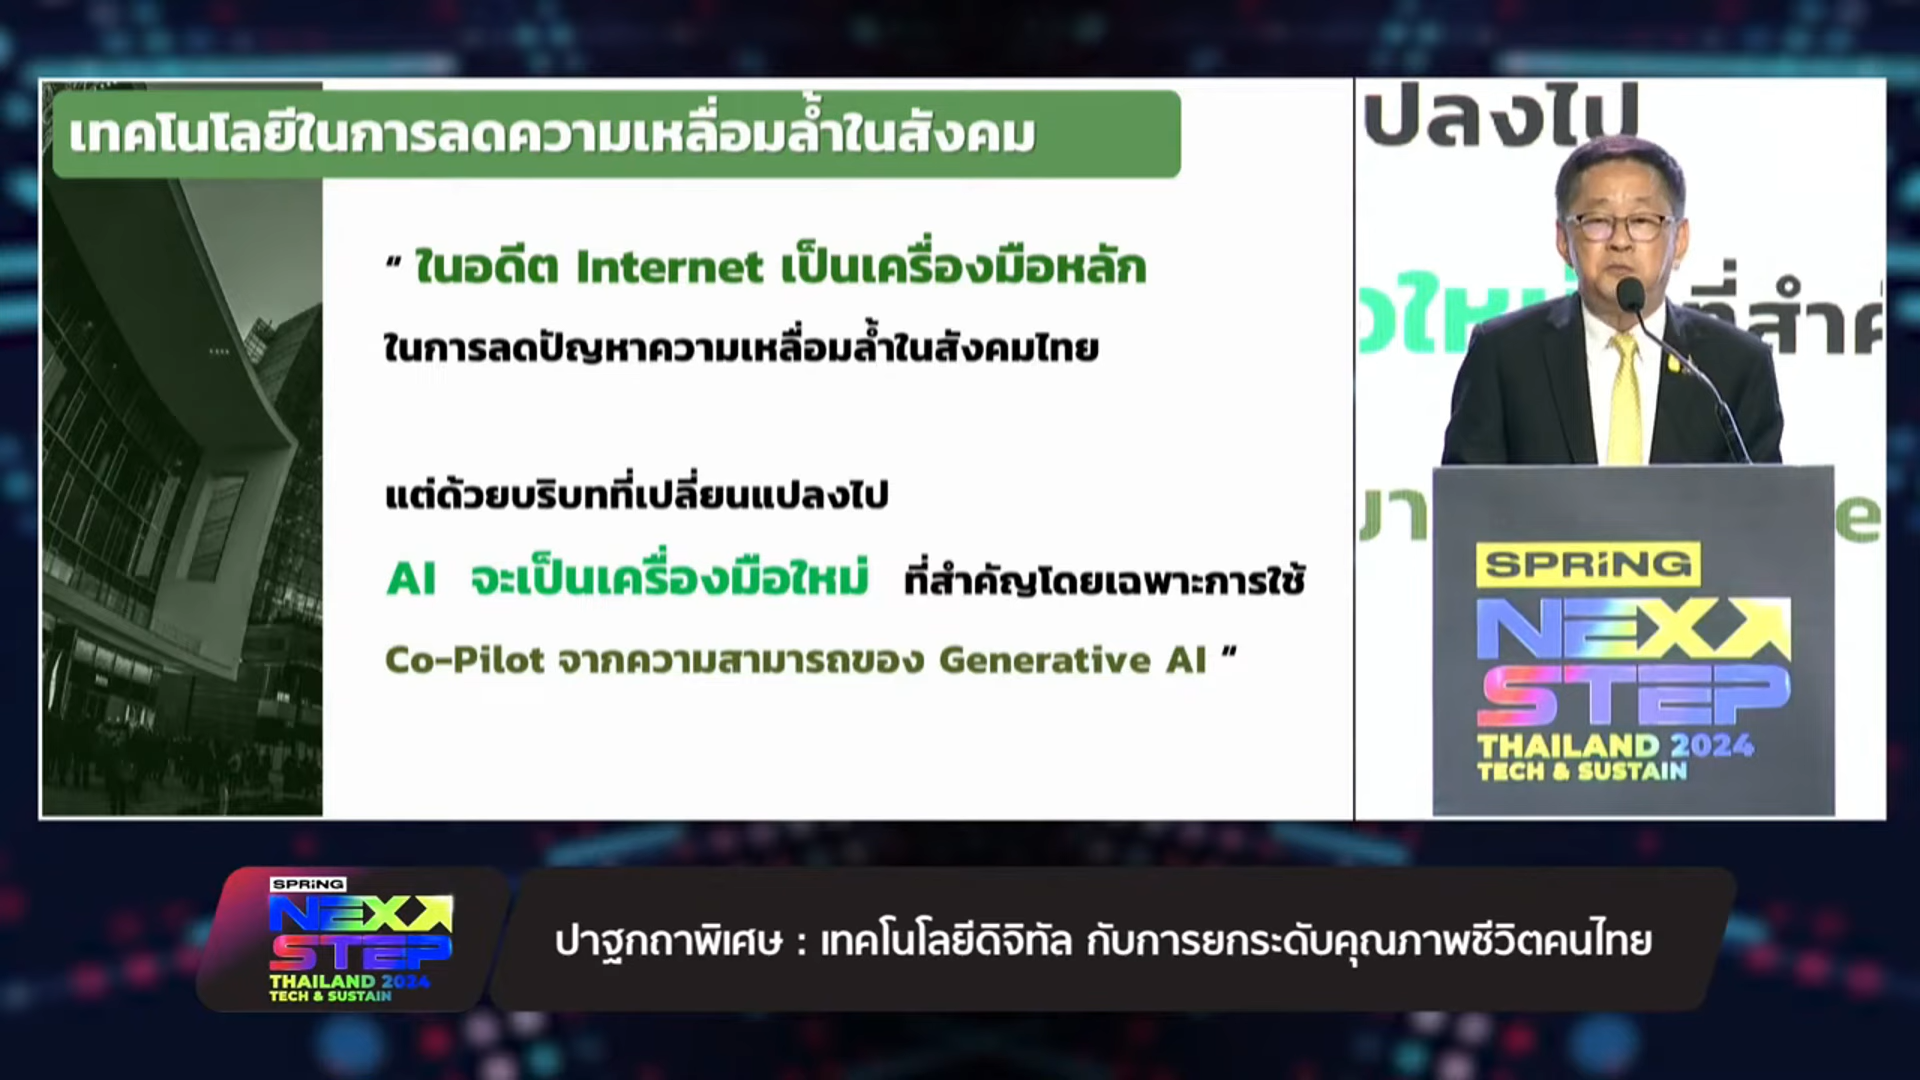 เทคโนโลยีในการลดความเหลื่อมล้ำในสังคม
“ ในอดีต Internet เป็นเครื่องมือหลัก
ในการลดปัญหาความเหลื่อมล้ำในสังคมไทย
แต่ด้วยบริบทที่เปลี่ยนแปลงไป
AI จะเป็นเครื่องมือใหม่ ที่สำคัญโดยเฉพาะการใช้
Co-Pilot จากความสามารถของ Generative AI ”
ปลงไป
SPRiNG
NEXT
STEP
THAILAND 2024
TECH & SUSTAIN
SPRiNG
NEXT
STEP
THAILAND 2024
TECH & SUSTAIN
ปาฐกถาพิเศษ : เทคโนโลยีดิจิทัล กับการยกระดับคุณภาพชีวิตคนไทย